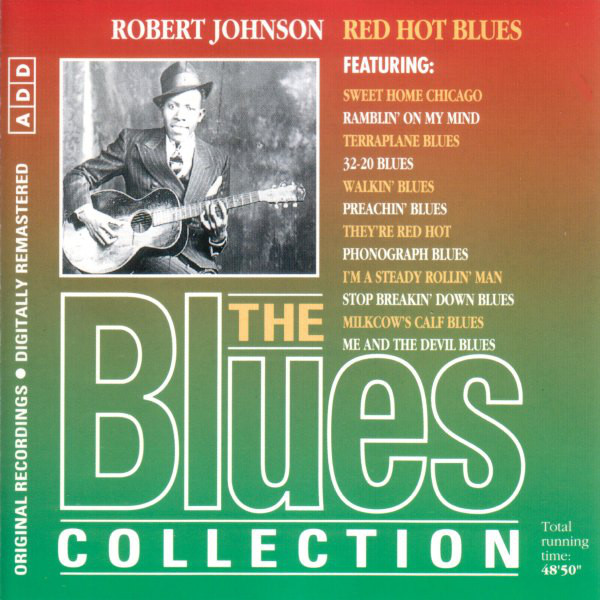 ROBERT JOHNSON RED HOT BLUES
FEATURING:
SWEET HOME CHICAGO
RAMBLIN' ON MY MIND
TERRAPLANE BLUES
32-20 BLUES
WALKIN' BLUES
PREACHIN' BLUES
THEY'RE RED HOT
PHONOGRAPH BLUES
I'M A STEADY ROLLIN' MAN
STOP BREAKIN' DOWN BLUES
MILKCOW'S CALF BLUES
ME AND THE DEVIL BLUES
ORIGINAL RECORDINGS ● DIGITALLY REMASTERED
ADD
THE
Blues
COLLECTION
Total
running
time:
48'50"